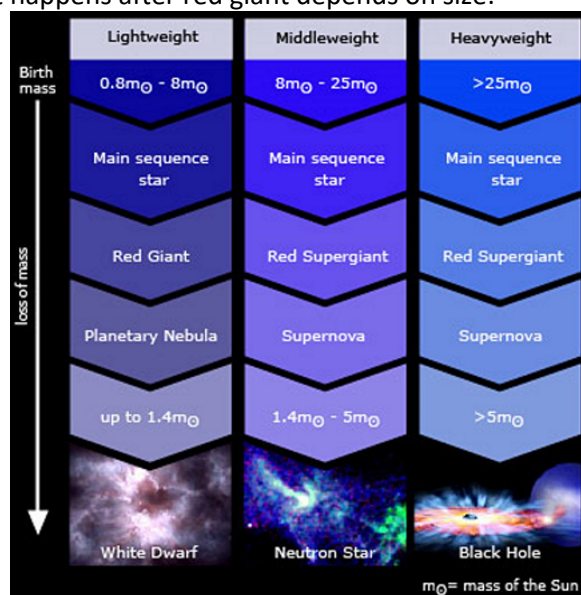 happens after red giant depends on size.
Lightweight Middleweight Heavyweight
Birth mass
0.8m☉ - 8m☉ 8m☉ - 25m☉ >25m☉
Main sequence star Main sequence star Main sequence star
loss of mass
Red Giant Red Supergiant Red Supergiant
Planetary Nebula Supernova Supernova
up to 1.4m☉ 1.4m☉ - 5m☉ >5m☉
White Dwarf Neutron Star Black Hole
m☉= mass of the Sun